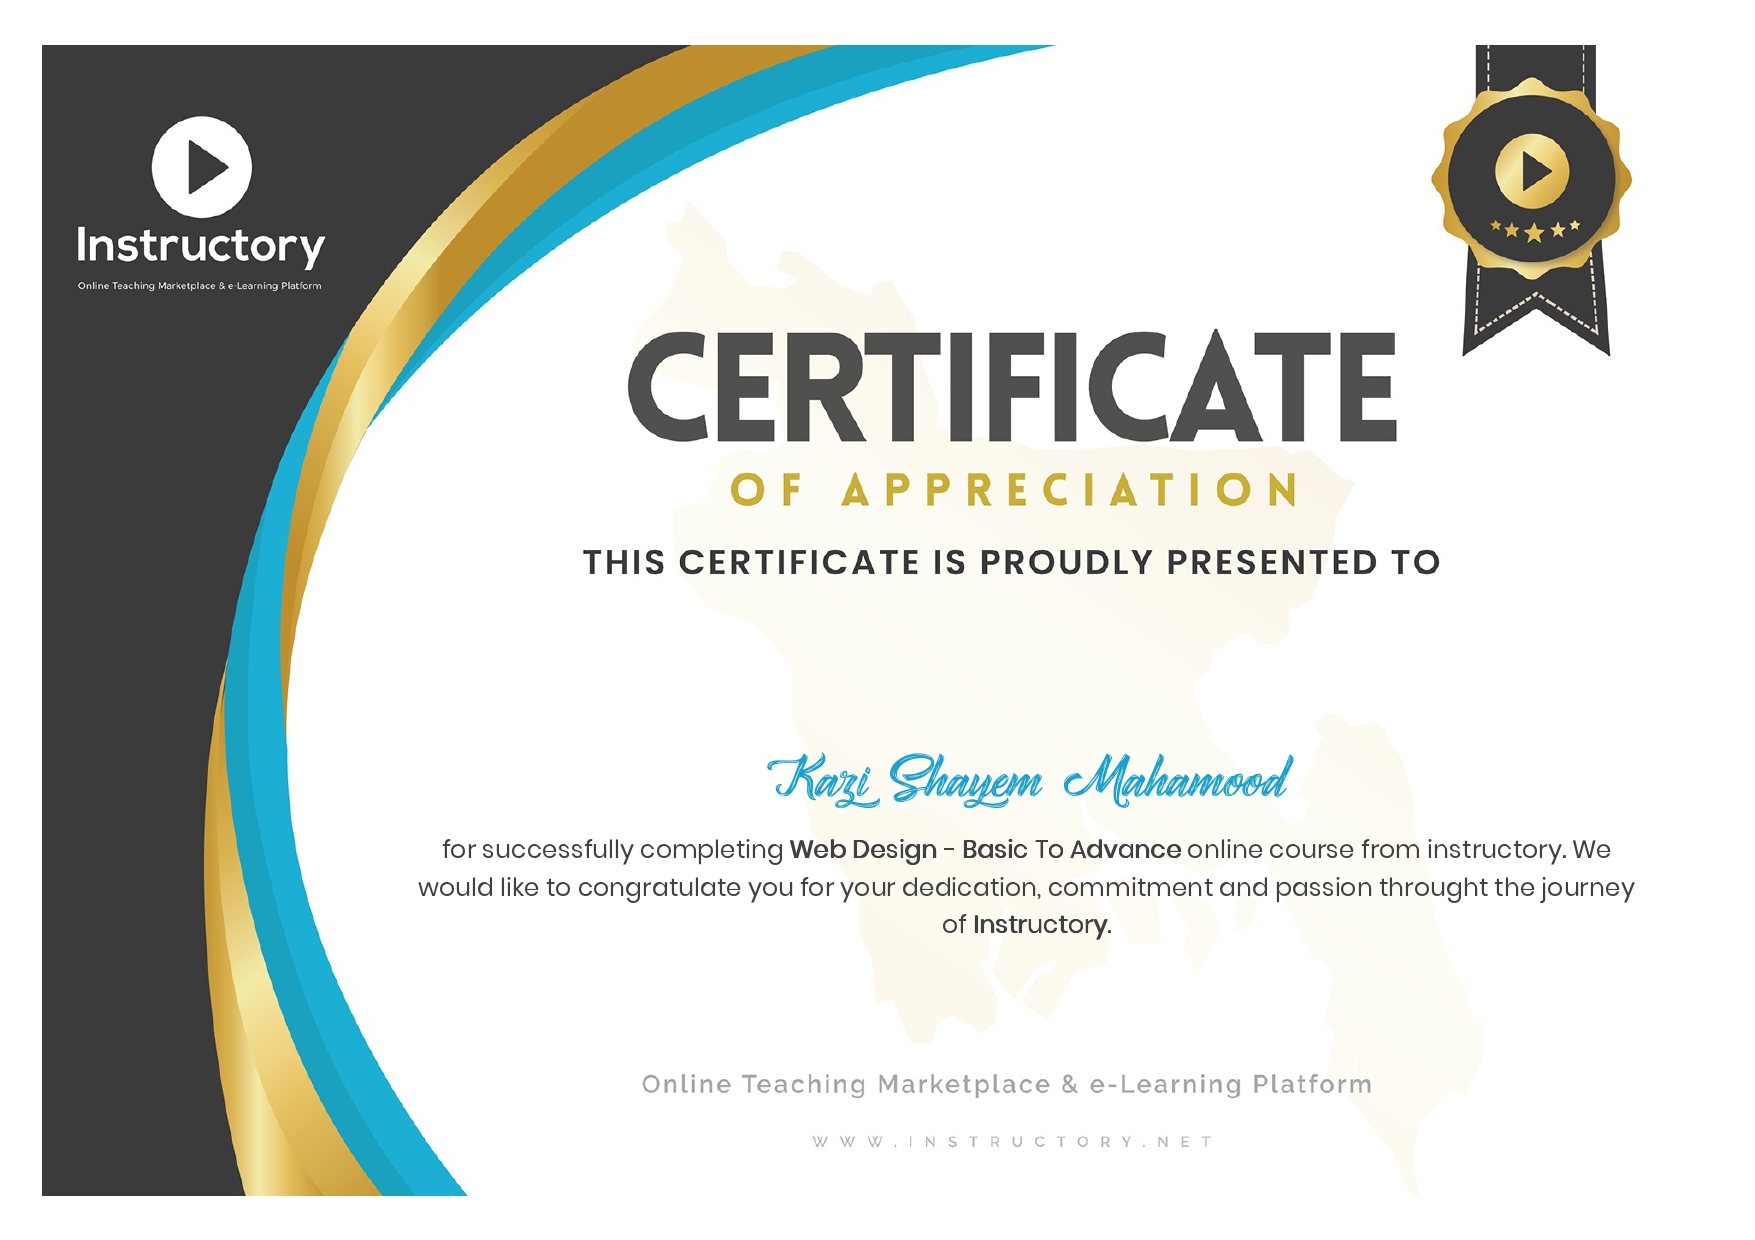 Instructory
Online Teaching Marketplace & e-Learning Platform
CERTIFICATE
OF APPRECIATION
THIS CERTIFICATE IS PROUDLY PRESENTED TO
Kazi Shayem Mahamood
for successfully completing Web Design - Basic To Advance online course from instructory. We
would like to congratulate you for your dedication, commitment and passion throught the journey
of Instructory.
Online Teaching Marketplace & e-Learning Platform
WWW.INSTRUCTORY.NET